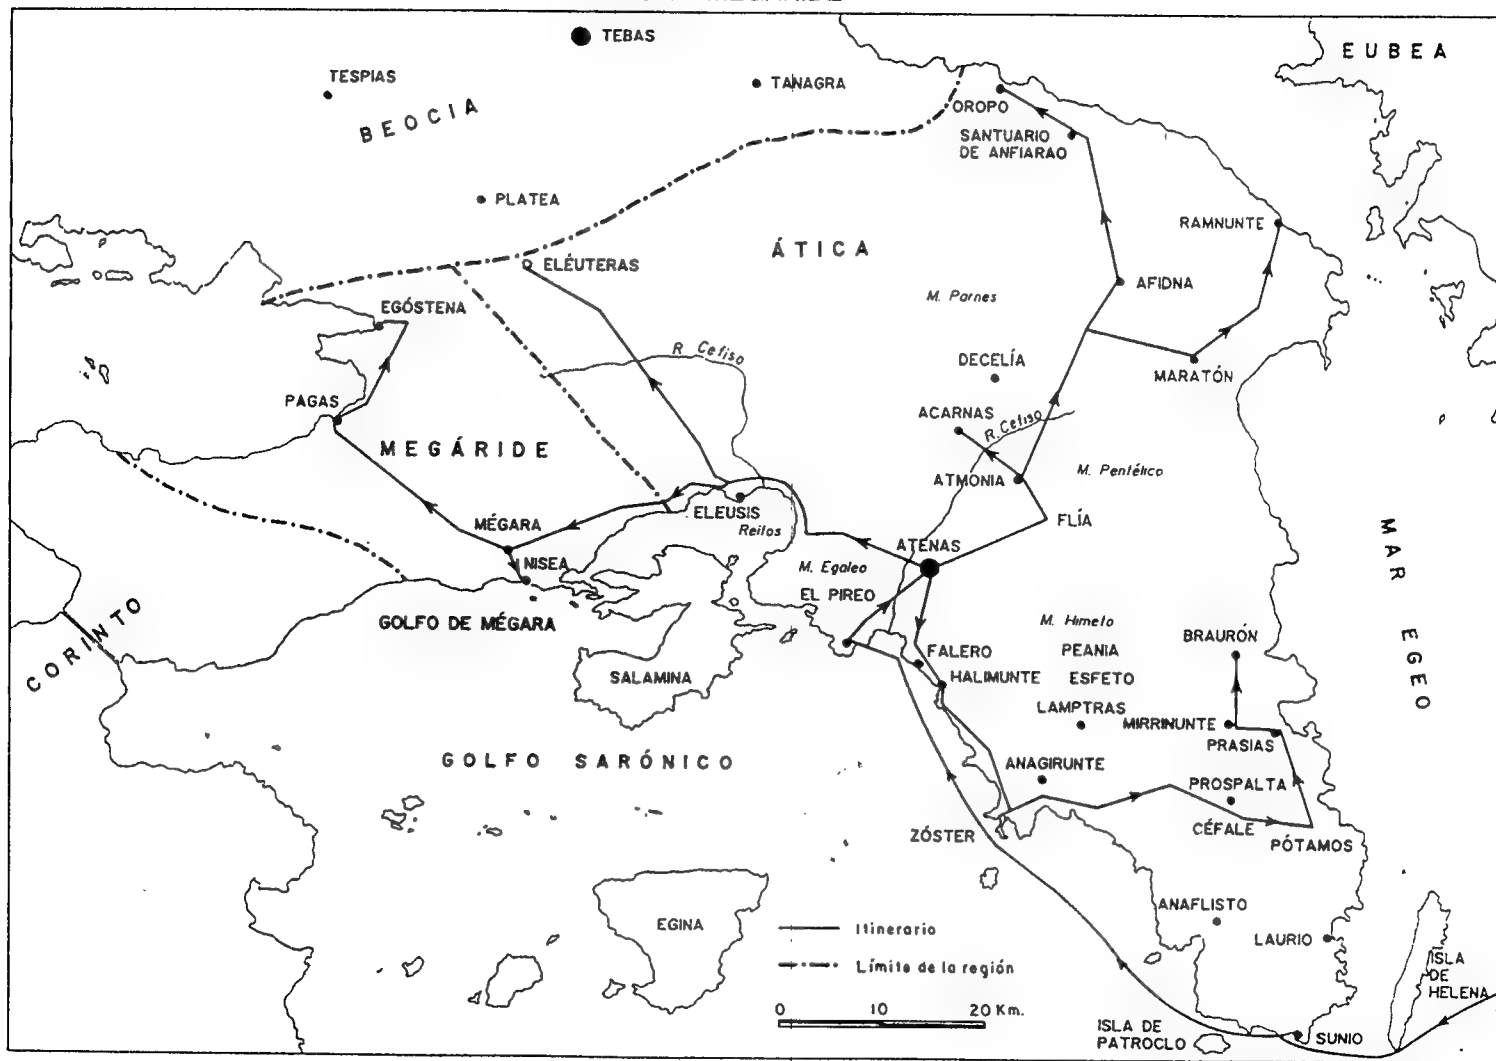 TEBAS
EUBEA
TESPIAS
TANAGRA
BEOCIA
OROPO
SANTUARIO
DE ANFIARAO
PLATEA
RAMNUNTE
ÁTICA
ELÉUTERAS
AFIDNA
M. Parnes
EGÓSTENA
R. Cefiso
DECELÍA
MARATÓN
PAGAS
ACARNAS
R. Cefiso
MEGÁRIDE
M. Pentélico
ATMONIA
ELEUSIS
FLÍA
MÉGARA
Reitos
ATENAS
MAR EGEO
NISEA
M. Egaleo
EL PIREO
CORINTO
GOLFO DE MÉGARA
M. Himeto
BRAURÓN
FALERO
PEANIA
SALAMINA
HALIMUNTE
ESFETO
LAMPTRAS
MIRRINUNTE
PRASIAS
GOLFO SARÓNICO
ANAGIRUNTE
PROSPALTA
ZÓSTER
CÉFALE
PÓTAMOS
ANAFLISTO
EGINA
Itinerario
LAURIO
Límite de la región
ISLA
DE
HELENA
0 10 20 Km.
ISLA DE
PATROCLO
SUNIO